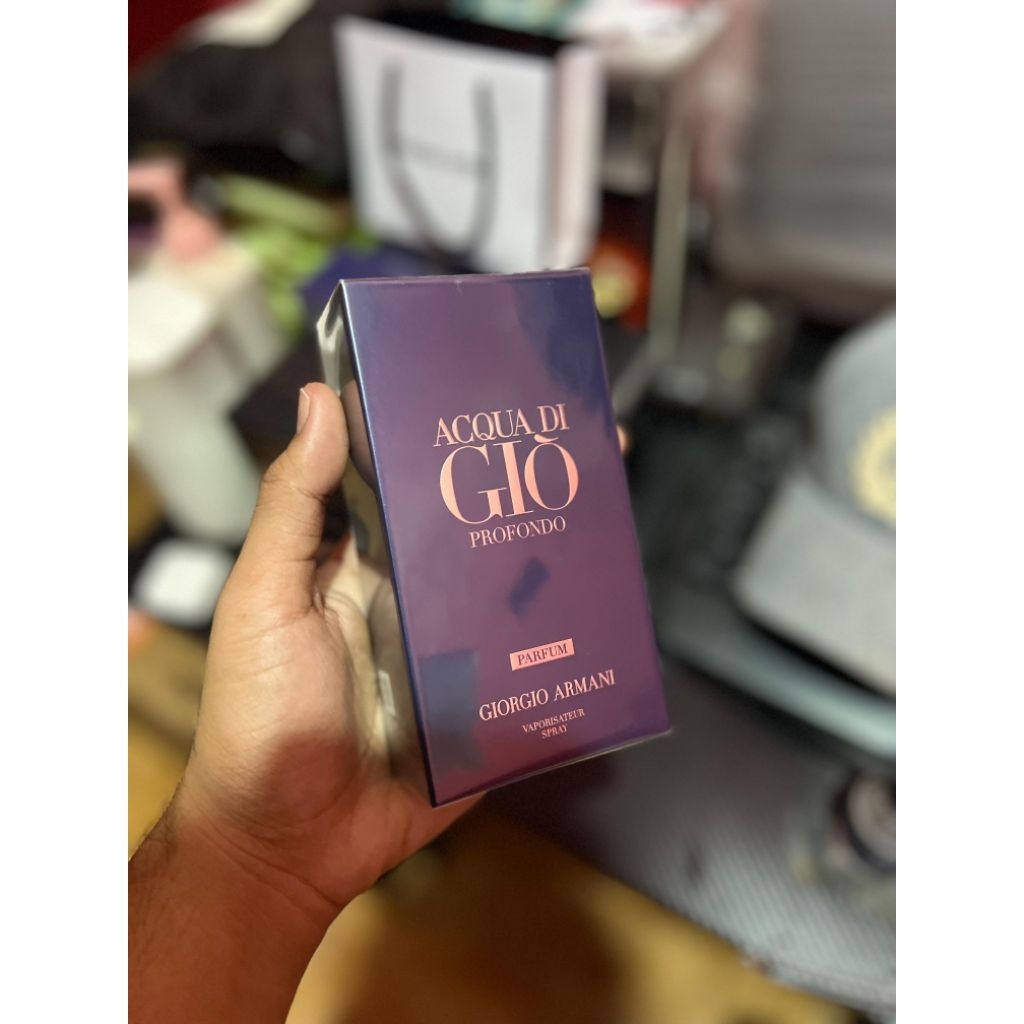 ACQUA DI
GIÒ
PROFONDO
PARFUM
GIORGIO ARMANI
VAPORISATEUR
SPRAY